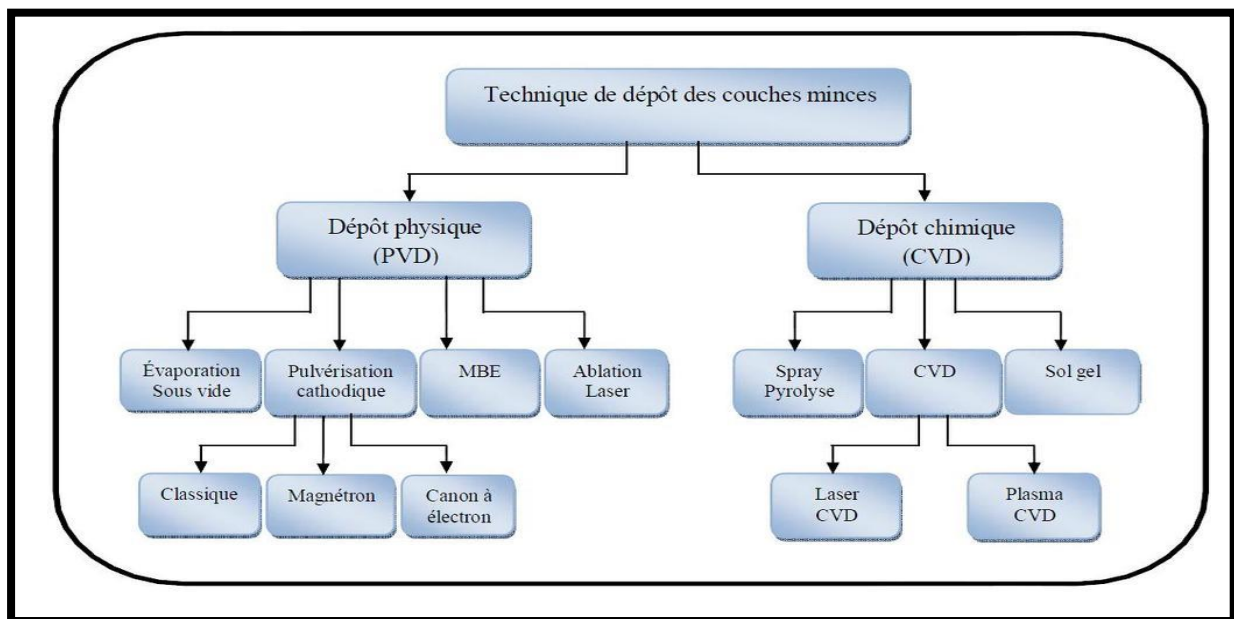 Technique de dépôt des couches minces
Dépôt physique
(PVD)
Dépôt chimique
(CVD)
Évaporation
Sous vide
Pulvérisation
cathodique
MBE
Ablation
Laser
Spray
Pyrolyse
CVD
Sol gel
Classique
Magnétron
Canon à
électron
Laser
CVD
Plasma
CVD